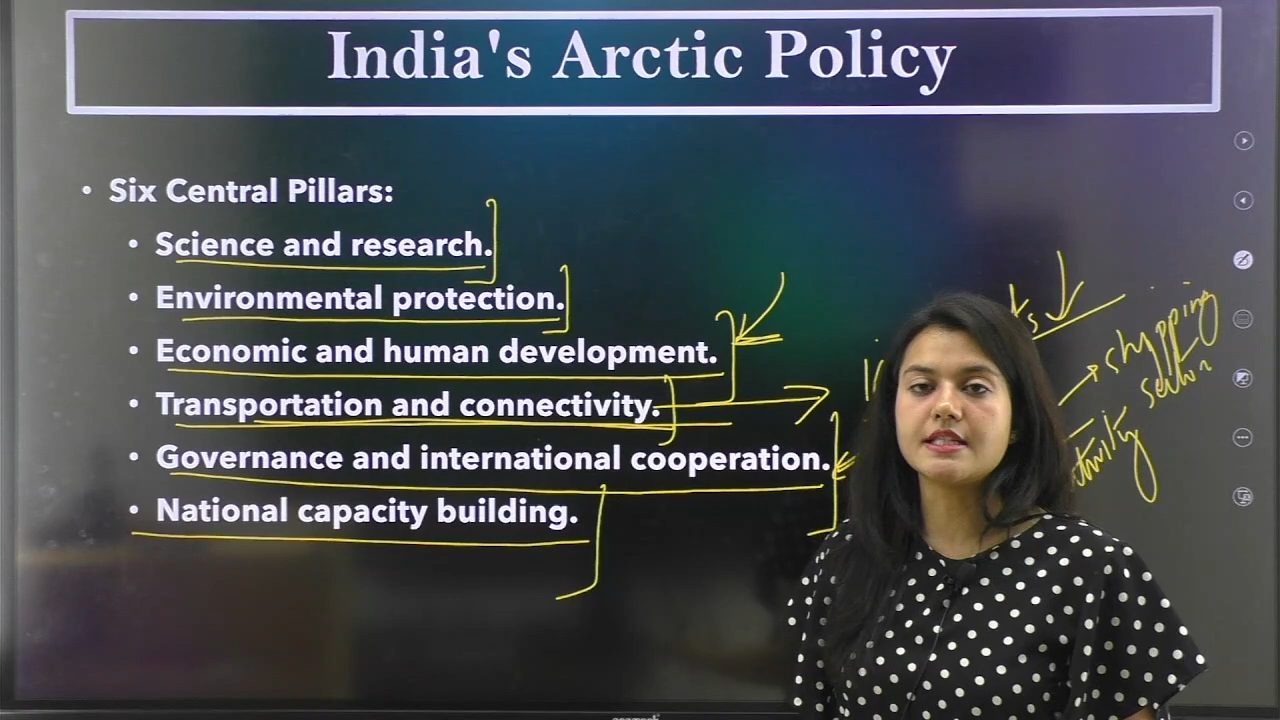 India's Arctic Policy
• Six Central Pillars:
• Science and research.
• Environmental protection.
• Economic and human development.
• Transportation and connectivity.
• Governance and international cooperation.
• National capacity building.